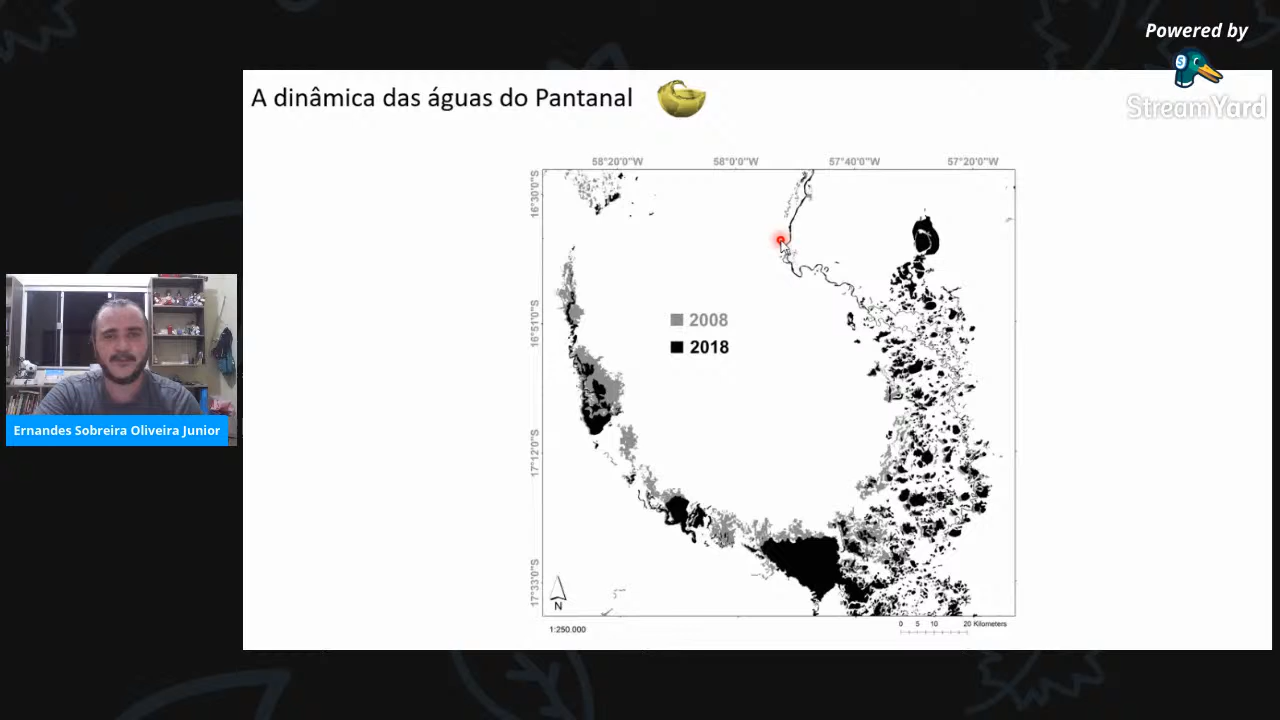 Powered by
StreamYard
A dinâmica das águas do Pantanal
58°20'0"W 58°0'0"W 57°40'0"W 57°20'0"W
16°30'0"S
16°51'0"S
17°12'0"S
17°33'0"S
2008
2018
N
1:250.000
0 5 10 20 Kilometers
Ernandes Sobreira Oliveira Junior